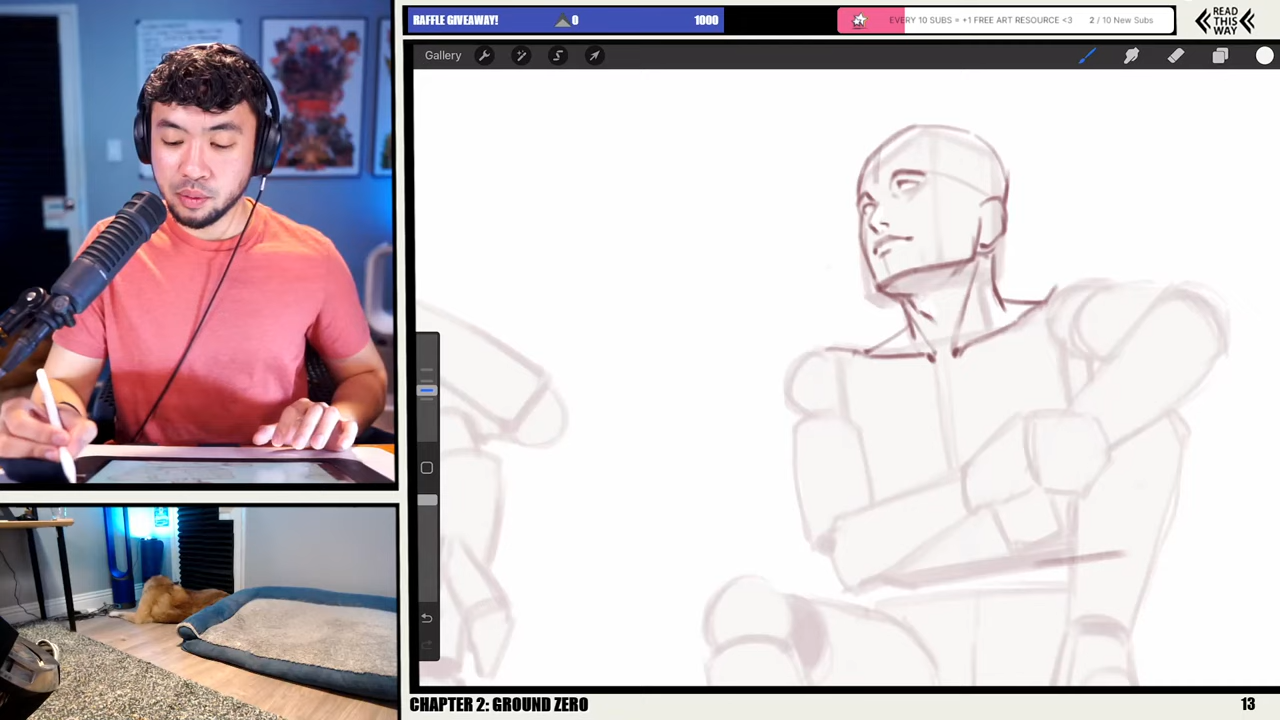 RAFFLE GIVEAWAY! 0 1000
EVERY 10 SUBS = +1 FREE ART RESOURCE <3 2 / 10 New Subs
READ
THIS
WAY
Gallery
CHAPTER 2: GROUND ZERO
13